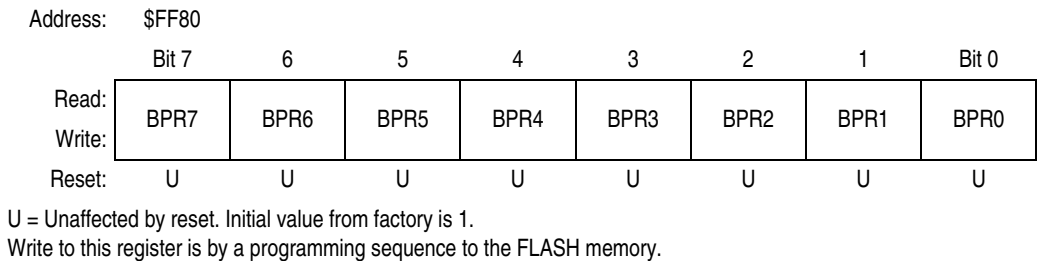 Address: $FF80
Bit 7 6 5 4 3 2 1 Bit 0
Read:
BPR7 BPR6 BPR5 BPR4 BPR3 BPR2 BPR1 BPR0
Write:
Reset: U U U U U U U U
U = Unaffected by reset. Initial value from factory is 1.
Write to this register is by a programming sequence to the FLASH memory.